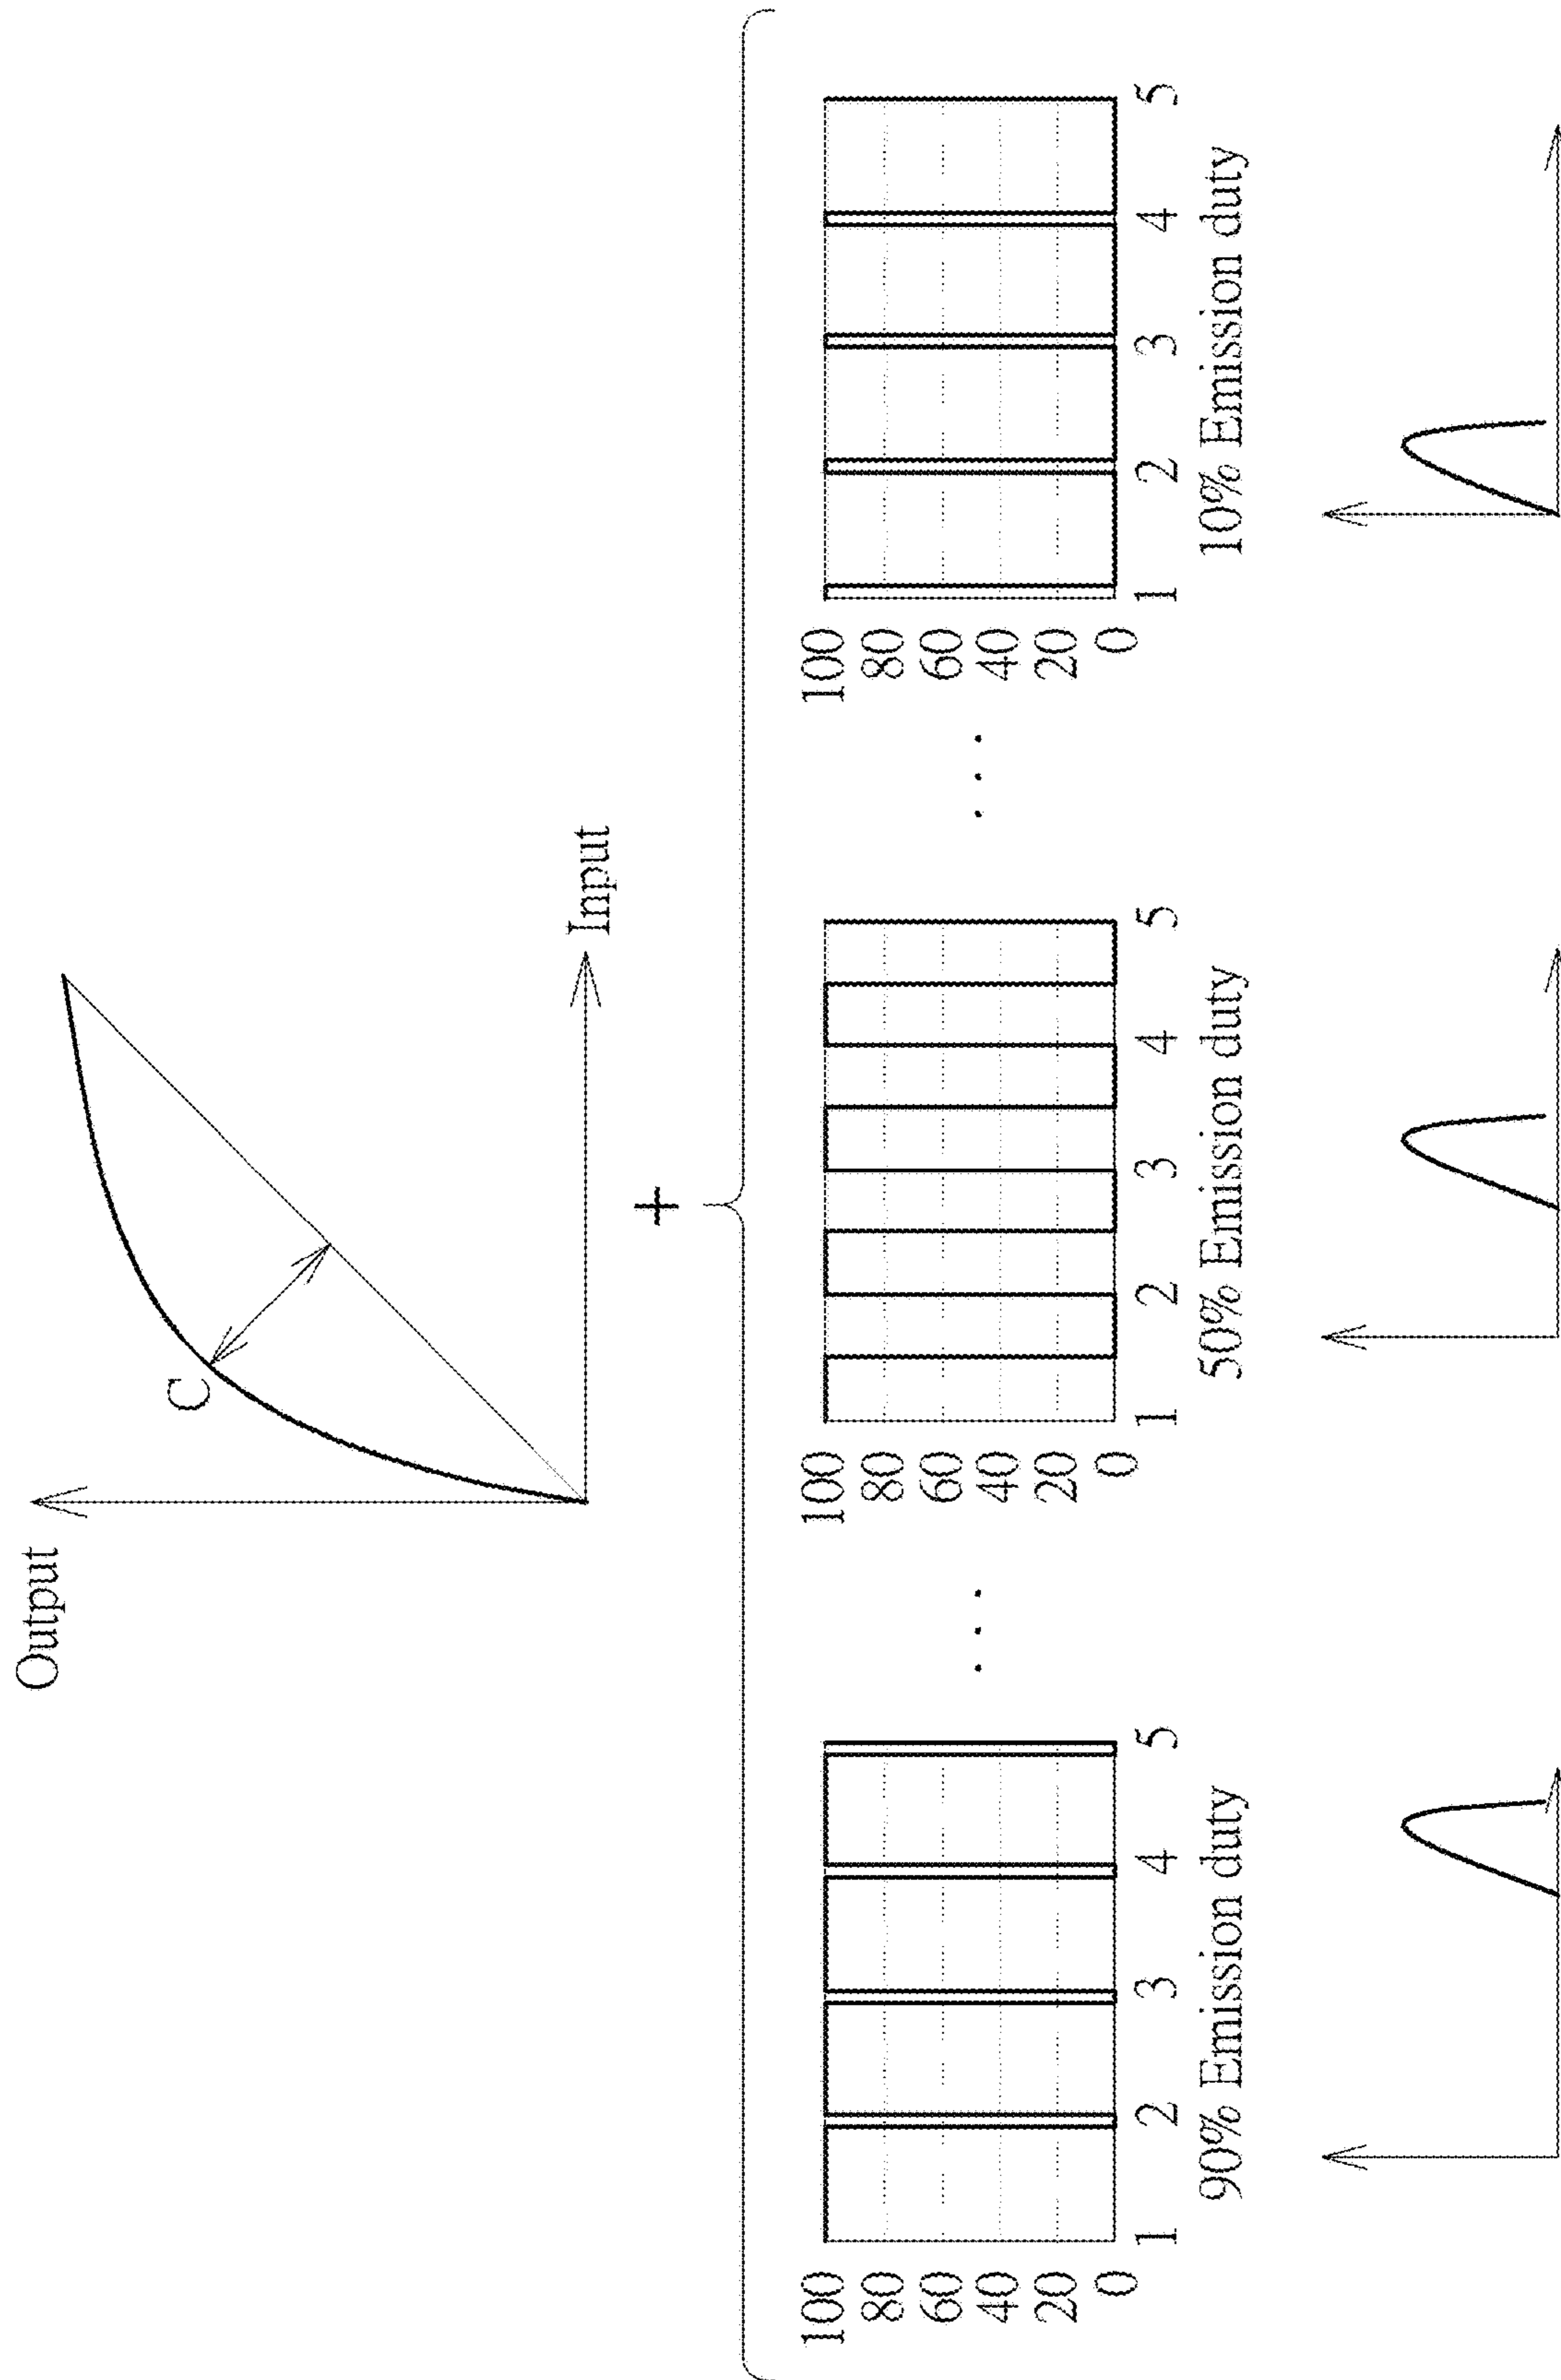 Output
C
Input
+
100
80
60
40
20
0
1 2 3 4 5
90% Emission duty
. . .
100
80
60
40
20
0
1 2 3 4 5
50% Emission duty
. . .
100
80
60
40
20
0
1 2 3 4 5
10% Emission duty